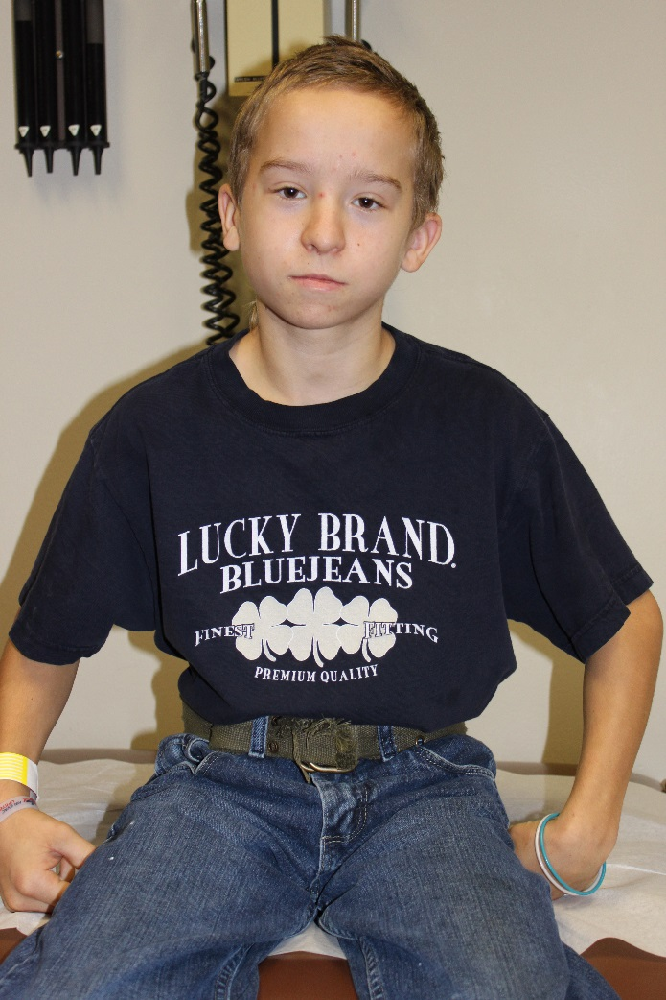 LUCKY BRAND.
BLUEJEANS
FINEST FITTING
PREMIUM QUALITY